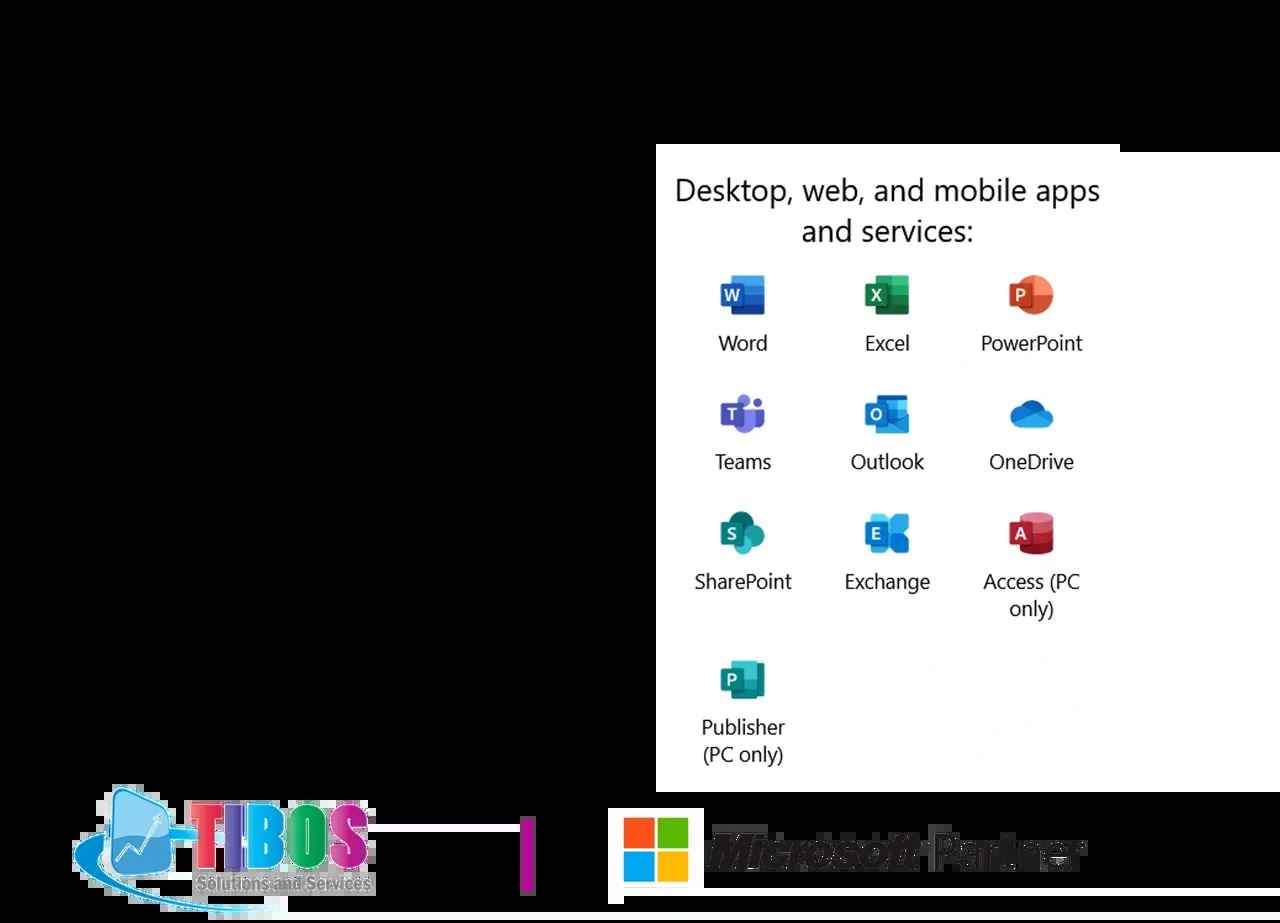 Desktop, web, and mobile apps
and services:
W X P
Word Excel PowerPoint
T O
Teams Outlook OneDrive
S E A
SharePoint Exchange Access (PC
only)
P
Publisher
(PC only)
TIBOS
Solutions and Services
Microsoft Partner